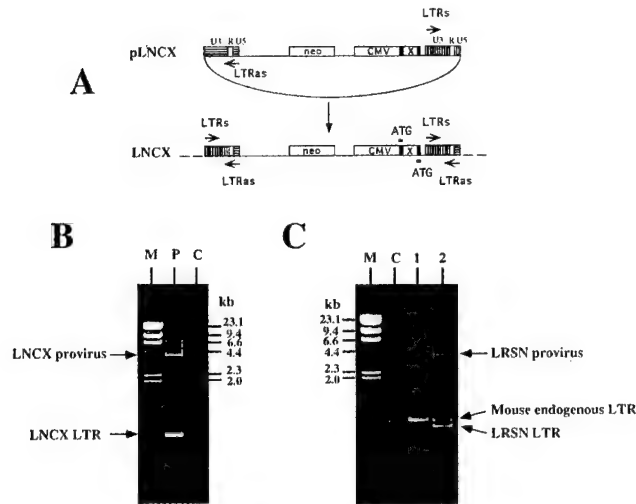 A
LTRs
U3 R U5 U3 R U5
pLNCX neo CMV X
LTRas
LTRs ATG LTRs
LNCX neo CMV X
LTRas ATG LTRas
B
M P C
kb
23.1
9.4
6.6
4.4
2.3
2.0
LNCX provirus
LNCX LTR
C
M C 1 2
kb
23.1
9.4
6.6
4.4
2.3
2.0
LRSN provirus
Mouse endogenous LTR
LRSN LTR